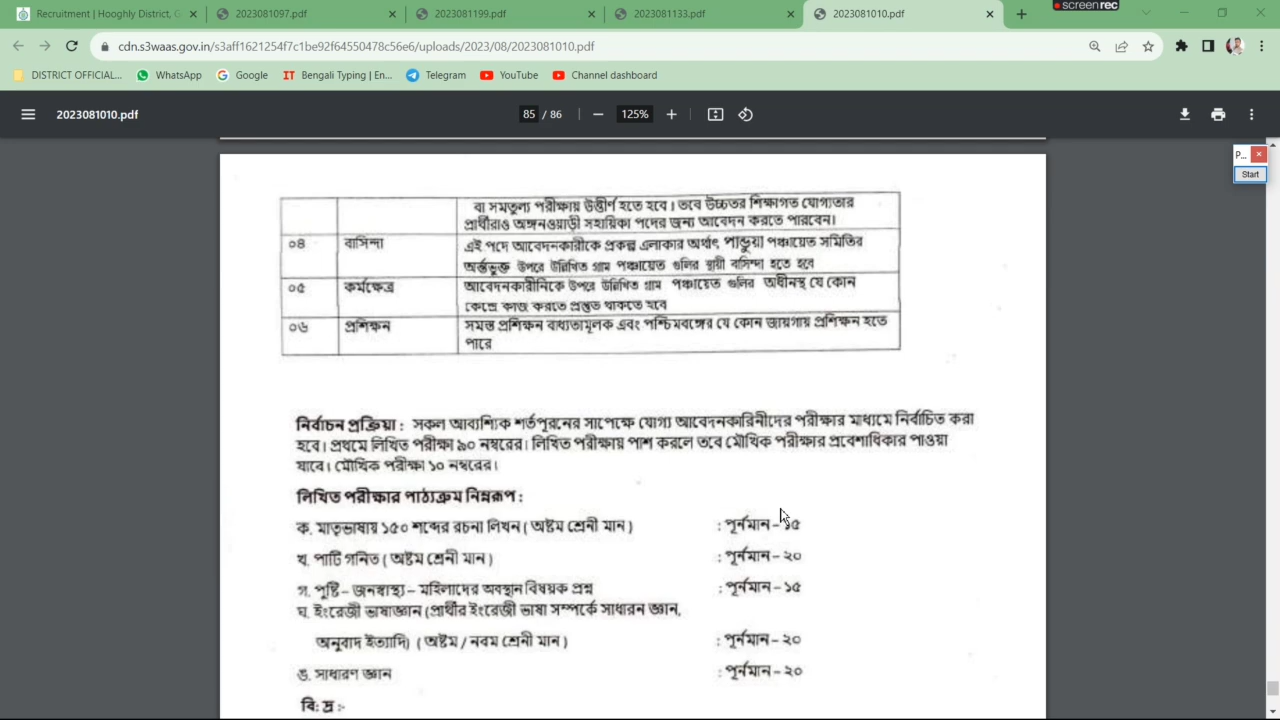 Recruitment | Hooghly District, G
2023081097.pdf
2023081199.pdf
2023081133.pdf
2023081010.pdf
screenrec
cdn.s3waas.gov.in/s3aff1621254f7c1be92f64550478c56e6/uploads/2023/08/2023081010.pdf
DISTRICT OFFICIAL...
WhatsApp
Google
IT Bengali Typing | En...
Telegram
YouTube
Channel dashboard
2023081010.pdf
85 / 86
125%
P...
Start
বা সমতুল্য পরীক্ষায় উত্তীর্ণ হতে হবে। তবে উচ্চতর শিক্ষাগত যোগ্যতার
প্রার্থীরাও অঙ্গনওয়াড়ী সহায়িকা পদের জন্য আবেদন করতে পারবেন।
০৪ বাসিন্দা এই পদে আবেদনকারীকে প্রকল্প এলাকার অর্থাৎ পান্ডুয়া পঞ্চায়েত সমিতির
অর্ন্তভুক্ত উপরে উল্লিখিত গ্রাম পঞ্চায়েত গুলির স্থায়ী বাসিন্দা হতে হবে
০৫ কর্মক্ষেত্র আবেদনকারীনিকে উপরে উল্লিখিত গ্রাম পঞ্চায়েত গুলির অধীনস্থ যে কোন
কেন্দ্রে কাজ করতে প্রস্তুত থাকতে হবে
০৬ প্রশিক্ষন সমস্ত প্রশিক্ষন বাধ্যতামূলক এবং পশ্চিমবঙ্গের যে কোন জায়গায় প্রশিক্ষন হতে
পারে
নির্বাচন প্রক্রিয়া : সকল আবশ্যিক শর্তপূরনের সাপেক্ষে যোগ্য আবেদনকারিনীদের পরীক্ষার মাধ্যমে নির্বাচিত করা
হবে। প্রথমে লিখিত পরীক্ষা ৯০ নম্বরের। লিখিত পরীক্ষায় পাশ করলে তবে মৌখিক পরীক্ষার প্রবেশাধিকার পাওয়া
যাবে। মৌখিক পরীক্ষা ১০ নম্বরের।
লিখিত পরীক্ষার পাঠ্যক্রম নিম্নরূপ :
ক. মাতৃভাষায় ১৫০ শব্দের রচনা লিখন ( অষ্টম শ্রেনী মান ) : পূর্নমান - ১৫
খ. পাটি গনিত ( অষ্টম শ্রেনী মান ) : পূর্নমান - ২০
গ. পুষ্টি – জনস্বাস্থ্য – মহিলাদের অবস্থান বিষয়ক প্রশ্ন : পূর্নমান - ১৫
ঘ. ইংরেজী ভাষাজ্ঞান (প্রার্থীর ইংরেজী ভাষা সম্পর্কে সাধারন জ্ঞান,
অনুবাদ ইত্যাদি) ( অষ্টম / নবম শ্রেনী মান ) : পূর্নমান - ২০
ঙ. সাধারণ জ্ঞান : পূর্নমান - ২০
বি: দ্র: -